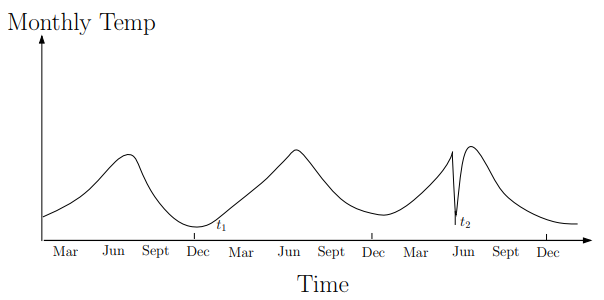 Monthly Temp
t₁
t₂
Mar Jun Sept Dec Mar Jun Sept Dec Mar Jun Sept Dec
Time